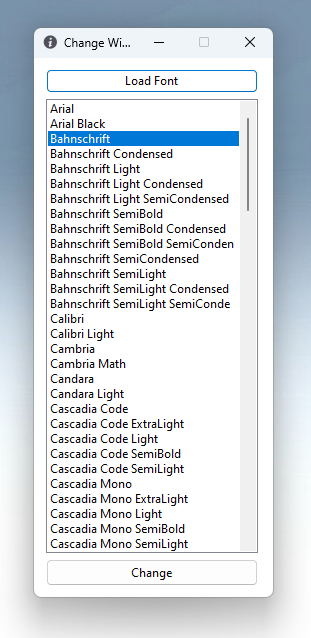 Change Wi...
Load Font
Arial
Arial Black
Bahnschrift
Bahnschrift Condensed
Bahnschrift Light
Bahnschrift Light Condensed
Bahnschrift Light SemiCondensed
Bahnschrift SemiBold
Bahnschrift SemiBold Condensed
Bahnschrift SemiBold SemiConden
Bahnschrift SemiCondensed
Bahnschrift SemiLight
Bahnschrift SemiLight Condensed
Bahnschrift SemiLight SemiConde
Calibri
Calibri Light
Cambria
Cambria Math
Candara
Candara Light
Cascadia Code
Cascadia Code ExtraLight
Cascadia Code Light
Cascadia Code SemiBold
Cascadia Code SemiLight
Cascadia Mono
Cascadia Mono ExtraLight
Cascadia Mono Light
Cascadia Mono SemiBold
Cascadia Mono SemiLight
Change